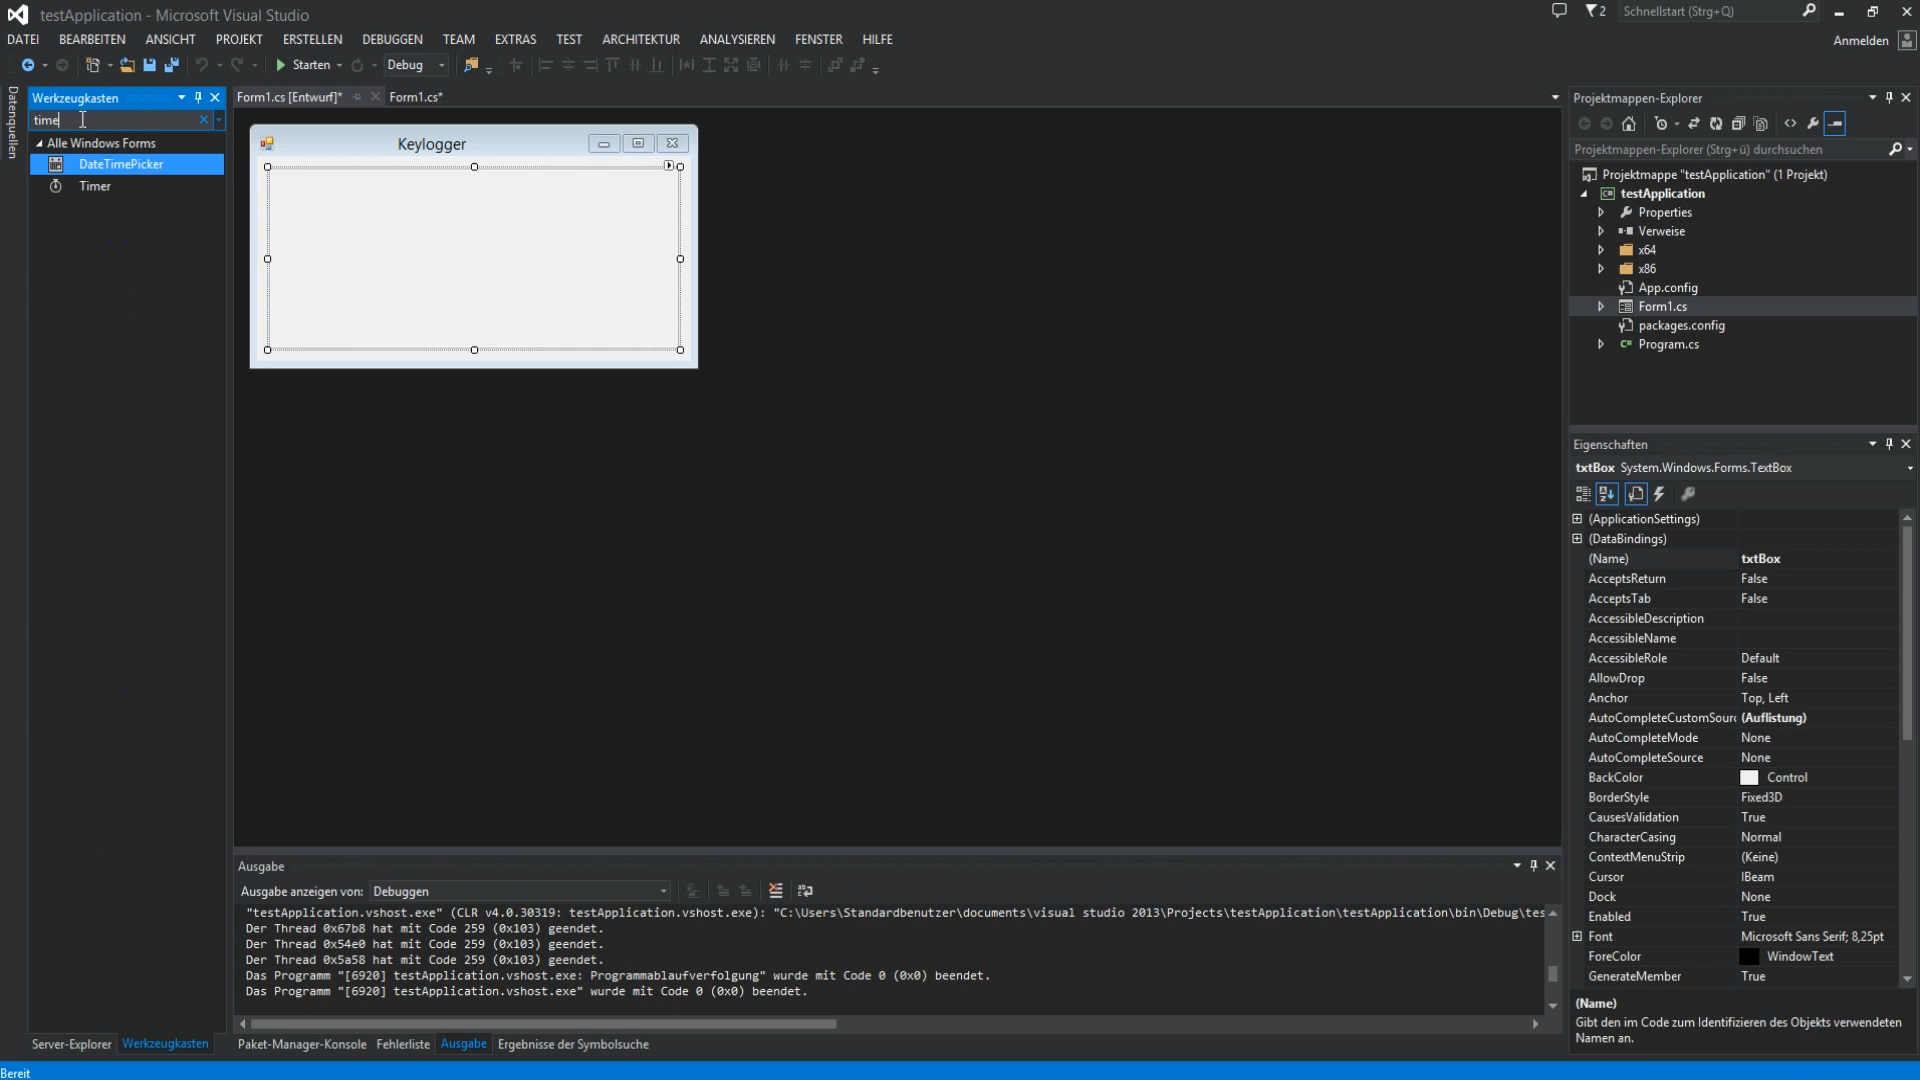 testApplication - Microsoft Visual Studio
2
Schnellstart (Strg+Q)
DATEI BEARBEITEN ANSICHT PROJEKT ERSTELLEN DEBUGGEN TEAM EXTRAS TEST ARCHITEKTUR ANALYSIEREN FENSTER HILFE
Anmelden
Starten
Debug
Datenquellen
Werkzeugkasten
time
Alle Windows Forms
DateTimePicker
Timer
Form1.cs [Entwurf]*
Form1.cs*
Keylogger
Projektmappen-Explorer
Projektmappen-Explorer (Strg+ü) durchsuchen
Projektmappe "testApplication" (1 Projekt)
testApplication
Properties
Verweise
x64
x86
App.config
Form1.cs
packages.config
Program.cs
Eigenschaften
txtBox System.Windows.Forms.TextBox
(ApplicationSettings)
(DataBindings)
(Name) txtBox
AcceptsReturn False
AcceptsTab False
AccessibleDescription
AccessibleName
AccessibleRole Default
AllowDrop False
Anchor Top, Left
AutoCompleteCustomSourc (Auflistung)
AutoCompleteMode None
AutoCompleteSource None
BackColor Control
BorderStyle Fixed3D
CausesValidation True
CharacterCasing Normal
ContextMenuStrip (Keine)
Cursor IBeam
Dock None
Enabled True
Font Microsoft Sans Serif; 8,25pt
ForeColor WindowText
GenerateMember True
(Name)
Gibt den im Code zum Identifizieren des Objekts verwendeten
Namen an.
Ausgabe
Ausgabe anzeigen von: Debuggen
"testApplication.vshost.exe" (CLR v4.0.30319: testApplication.vshost.exe): "C:\Users\Standardbenutzer\documents\visual studio 2013\Projects\testApplication\testApplication\bin\Debug\tes
Der Thread 0x67b8 hat mit Code 259 (0x103) geendet.
Der Thread 0x54e0 hat mit Code 259 (0x103) geendet.
Der Thread 0x5a58 hat mit Code 259 (0x103) geendet.
Das Programm "[6920] testApplication.vshost.exe: Programmablaufverfolgung" wurde mit Code 0 (0x0) beendet.
Das Programm "[6920] testApplication.vshost.exe" wurde mit Code 0 (0x0) beendet.
Server-Explorer Werkzeugkasten
Paket-Manager-Konsole Fehlerliste Ausgabe Ergebnisse der Symbolsuche
Bereit